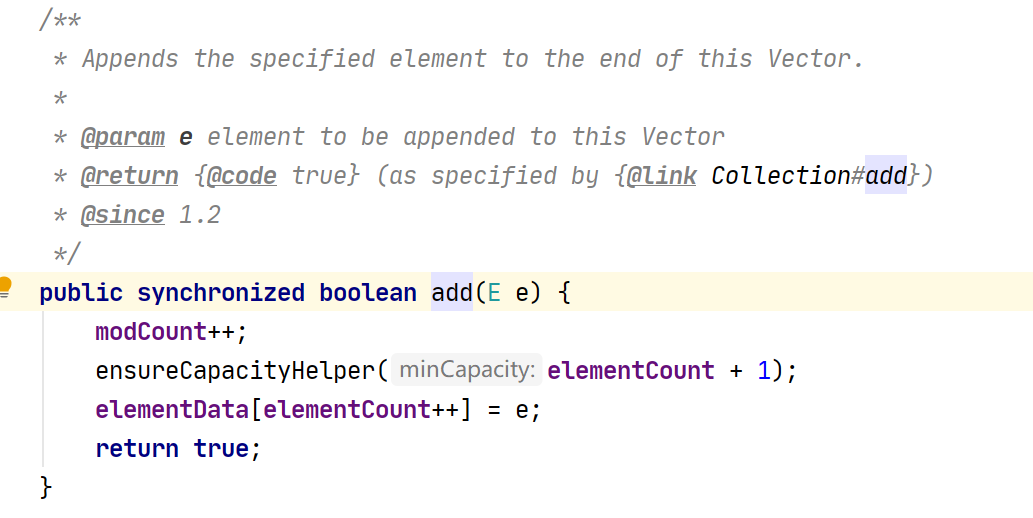 /**
 * Appends the specified element to the end of this Vector.
 *
 * @param e element to be appended to this Vector
 * @return {@code true} (as specified by {@link Collection#add})
 * @since 1.2
 */
public synchronized boolean add(E e) {
    modCount++;
    ensureCapacityHelper( minCapacity: elementCount + 1);
    elementData[elementCount++] = e;
    return true;
}